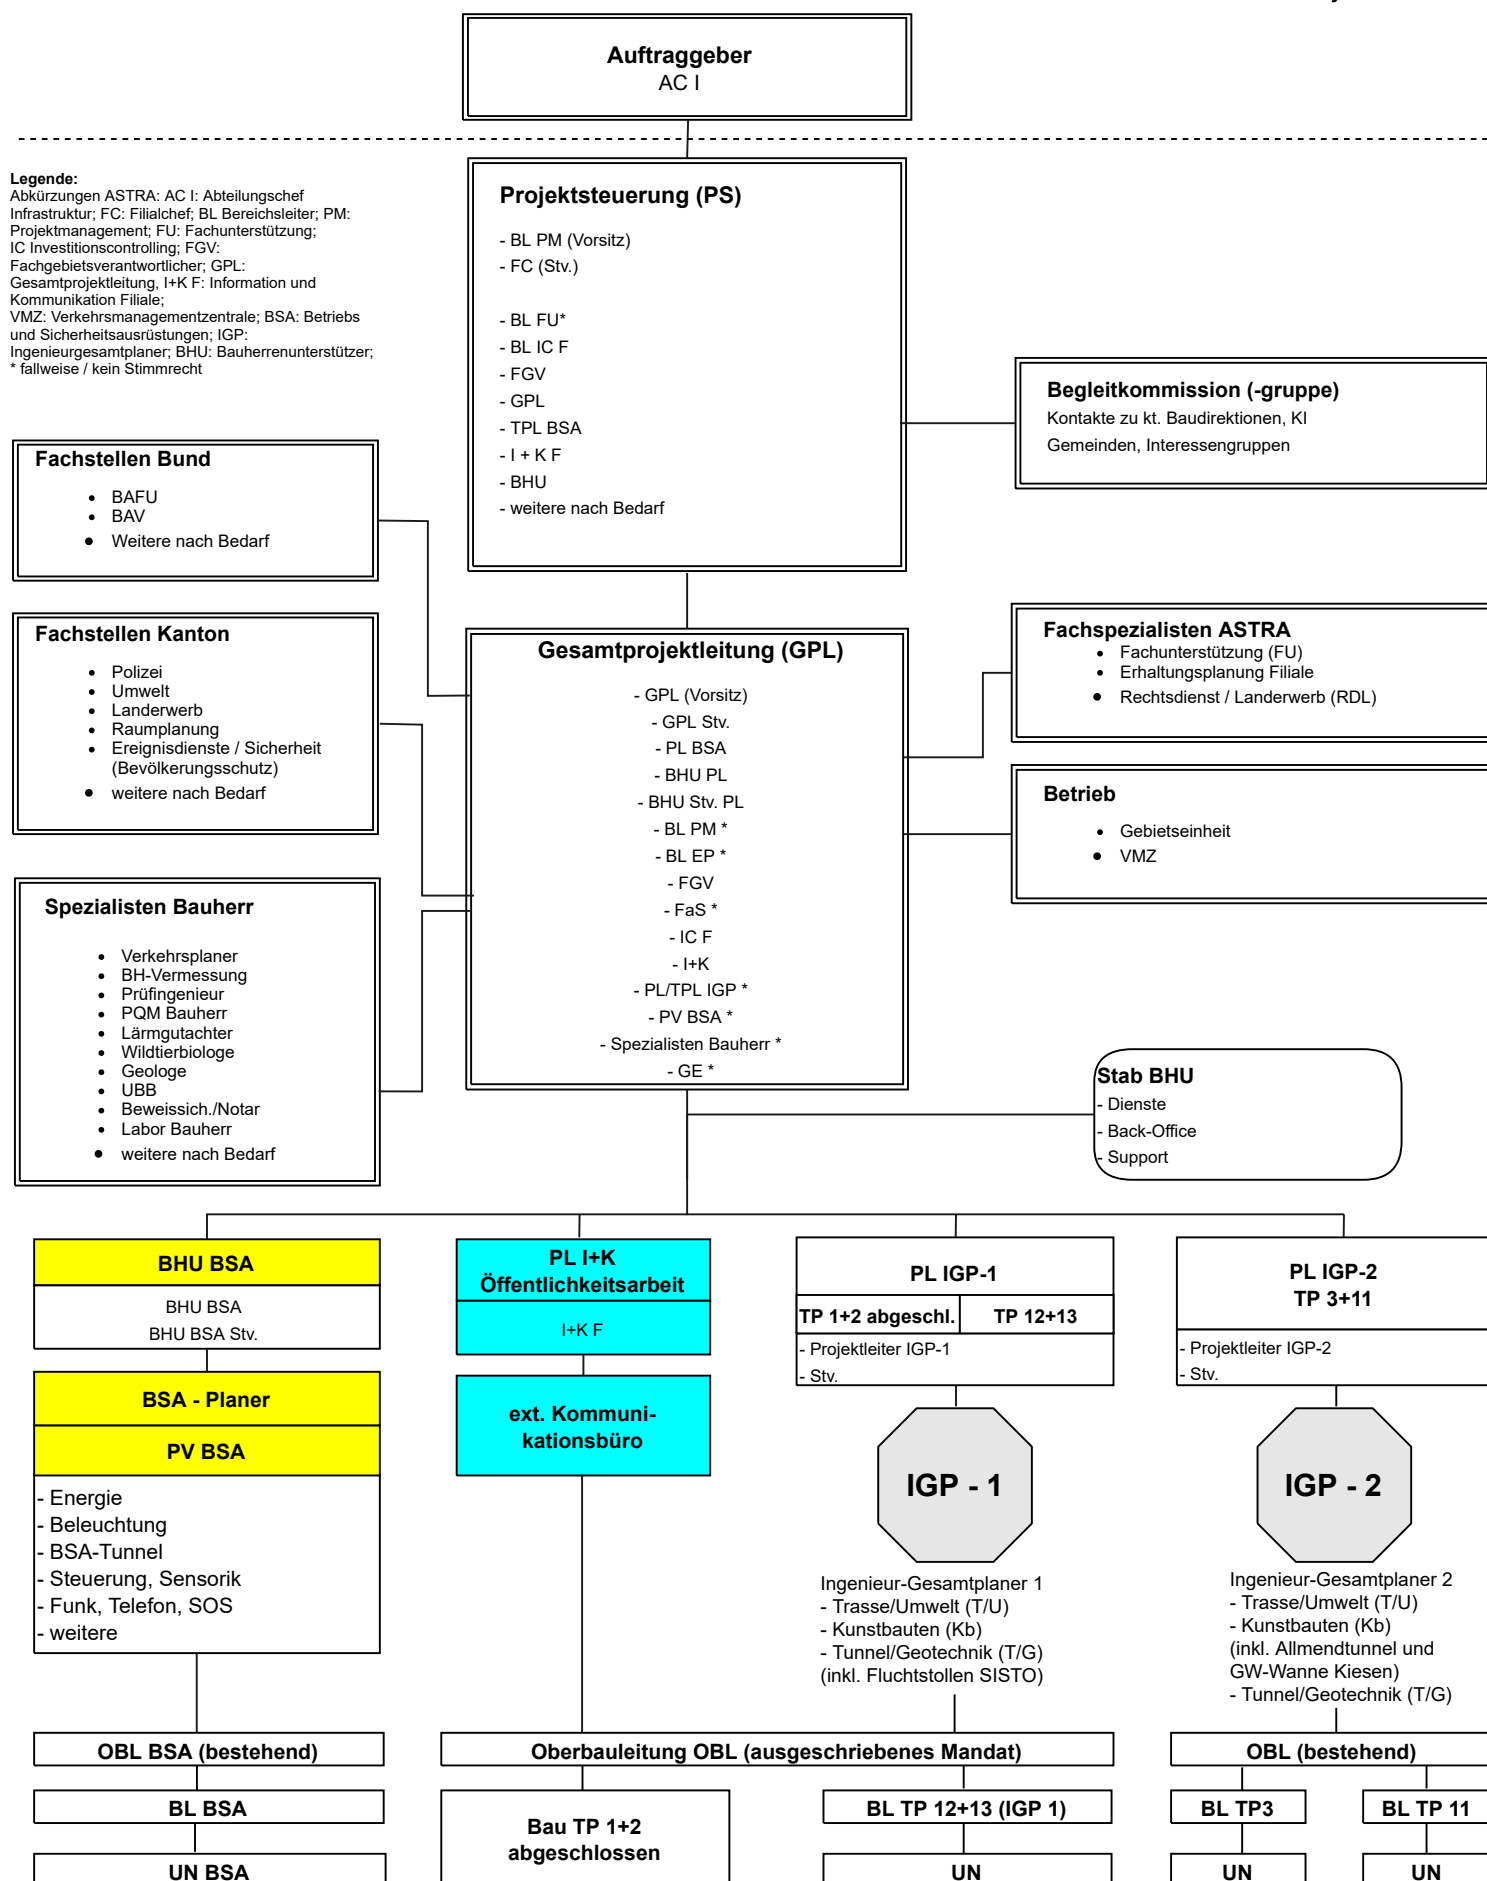 Auftraggeber
AC I
Legende:
Abkürzungen ASTRA: AC I: Abteilungschef
Infrastruktur; FC: Filialchef; BL Bereichsleiter; PM:
Projektmanagement; FU: Fachunterstützung;
IC Investitionscontrolling; FGV:
Fachgebietsverantwortlicher; GPL:
Gesamtprojektleitung, I+K F: Information und
Kommunikation Filiale;
VMZ: Verkehrsmanagementzentrale; BSA: Betriebs
und Sicherheitsausrüstungen; IGP:
Ingenieurgesamtplaner; BHU: Bauherrenunterstützer;
* fallweise / kein Stimmrecht
Projektsteuerung (PS)
- BL PM (Vorsitz)
- FC (Stv.)
- BL FU*
- BL IC F
- FGV
- GPL
- TPL BSA
- I + K F
- BHU
- weitere nach Bedarf
Begleitkommission (-gruppe)
Kontakte zu kt. Baudirektionen, KI
Gemeinden, Interessengruppen
Fachstellen Bund
• BAFU
• BAV
• Weitere nach Bedarf
Fachstellen Kanton
• Polizei
• Umwelt
• Landerwerb
• Raumplanung
• Ereignisdienste / Sicherheit
(Bevölkerungsschutz)
• weitere nach Bedarf
Spezialisten Bauherr
• Verkehrsplaner
• BH-Vermessung
• Prüfingenieur
• PQM Bauherr
• Lärmgutachter
• Wildtierbiologe
• Geologe
• UBB
• Beweissich./Notar
• Labor Bauherr
• weitere nach Bedarf
Gesamtprojektleitung (GPL)
- GPL (Vorsitz)
- GPL Stv.
- PL BSA
- BHU PL
- BHU Stv. PL
- BL PM *
- BL EP *
- FGV
- FaS *
- IC F
- I+K
- PL/TPL IGP *
- PV BSA *
- Spezialisten Bauherr *
- GE *
Fachspezialisten ASTRA
• Fachunterstützung (FU)
• Erhaltungsplanung Filiale
• Rechtsdienst / Landerwerb (RDL)
Betrieb
• Gebietseinheit
• VMZ
Stab BHU
- Dienste
- Back-Office
- Support
BHU BSA
BHU BSA
BHU BSA Stv.
BSA - Planer
PV BSA
- Energie
- Beleuchtung
- BSA-Tunnel
- Steuerung, Sensorik
- Funk, Telefon, SOS
- weitere
OBL BSA (bestehend)
BL BSA
UN BSA
PL I+K
Öffentlichkeitsarbeit
I+K F
ext. Kommuni-
kationsbüro
PL IGP-1
TP 1+2 abgeschl.
TP 12+13
- Projektleiter IGP-1
- Stv.
IGP - 1
Ingenieur-Gesamtplaner 1
- Trasse/Umwelt (T/U)
- Kunstbauten (Kb)
- Tunnel/Geotechnik (T/G)
(inkl. Fluchtstollen SISTO)
Oberbauleitung OBL (ausgeschriebenes Mandat)
Bau TP 1+2
abgeschlossen
BL TP 12+13 (IGP 1)
UN
PL IGP-2
TP 3+11
- Projektleiter IGP-2
- Stv.
IGP - 2
Ingenieur-Gesamtplaner 2
- Trasse/Umwelt (T/U)
- Kunstbauten (Kb)
(inkl. Allmendtunnel und
GW-Wanne Kiesen)
- Tunnel/Geotechnik (T/G)
OBL (bestehend)
BL TP3
BL TP 11
UN
UN